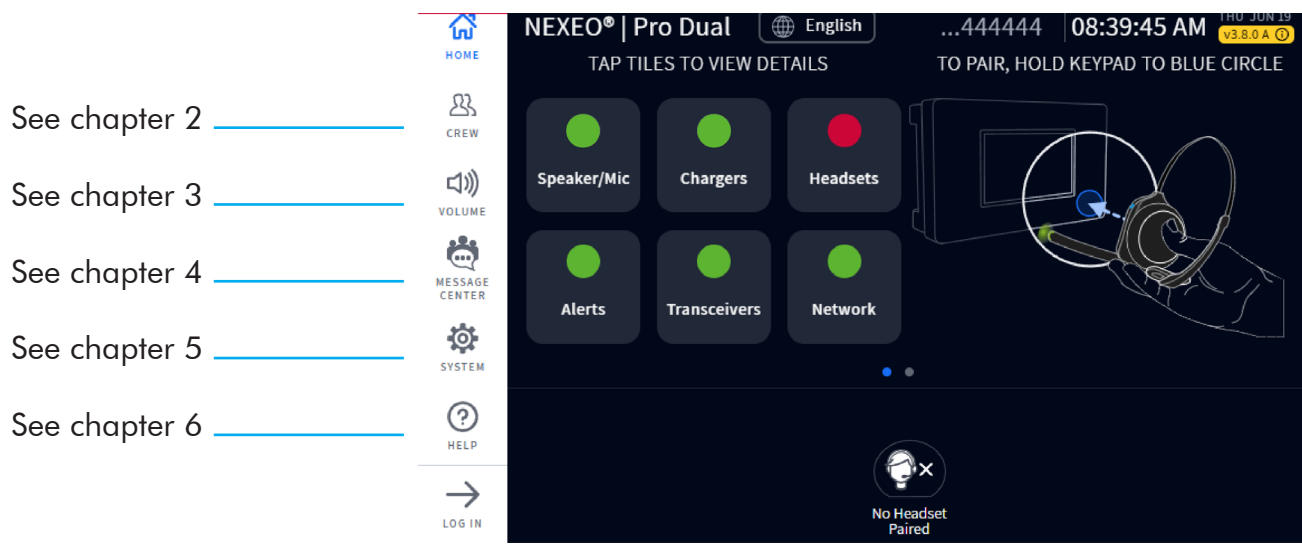 HOME
NEXEO® | Pro Dual
English
...444444
08:39:45 AM
THU JUN 19
v3.8.0 A
TAP TILES TO VIEW DETAILS
TO PAIR, HOLD KEYPAD TO BLUE CIRCLE
See chapter 2
CREW
See chapter 3
VOLUME
See chapter 4
MESSAGE
CENTER
See chapter 5
SYSTEM
See chapter 6
HELP
LOG IN
Speaker/Mic
Chargers
Headsets
Alerts
Transceivers
Network
No Headset
Paired